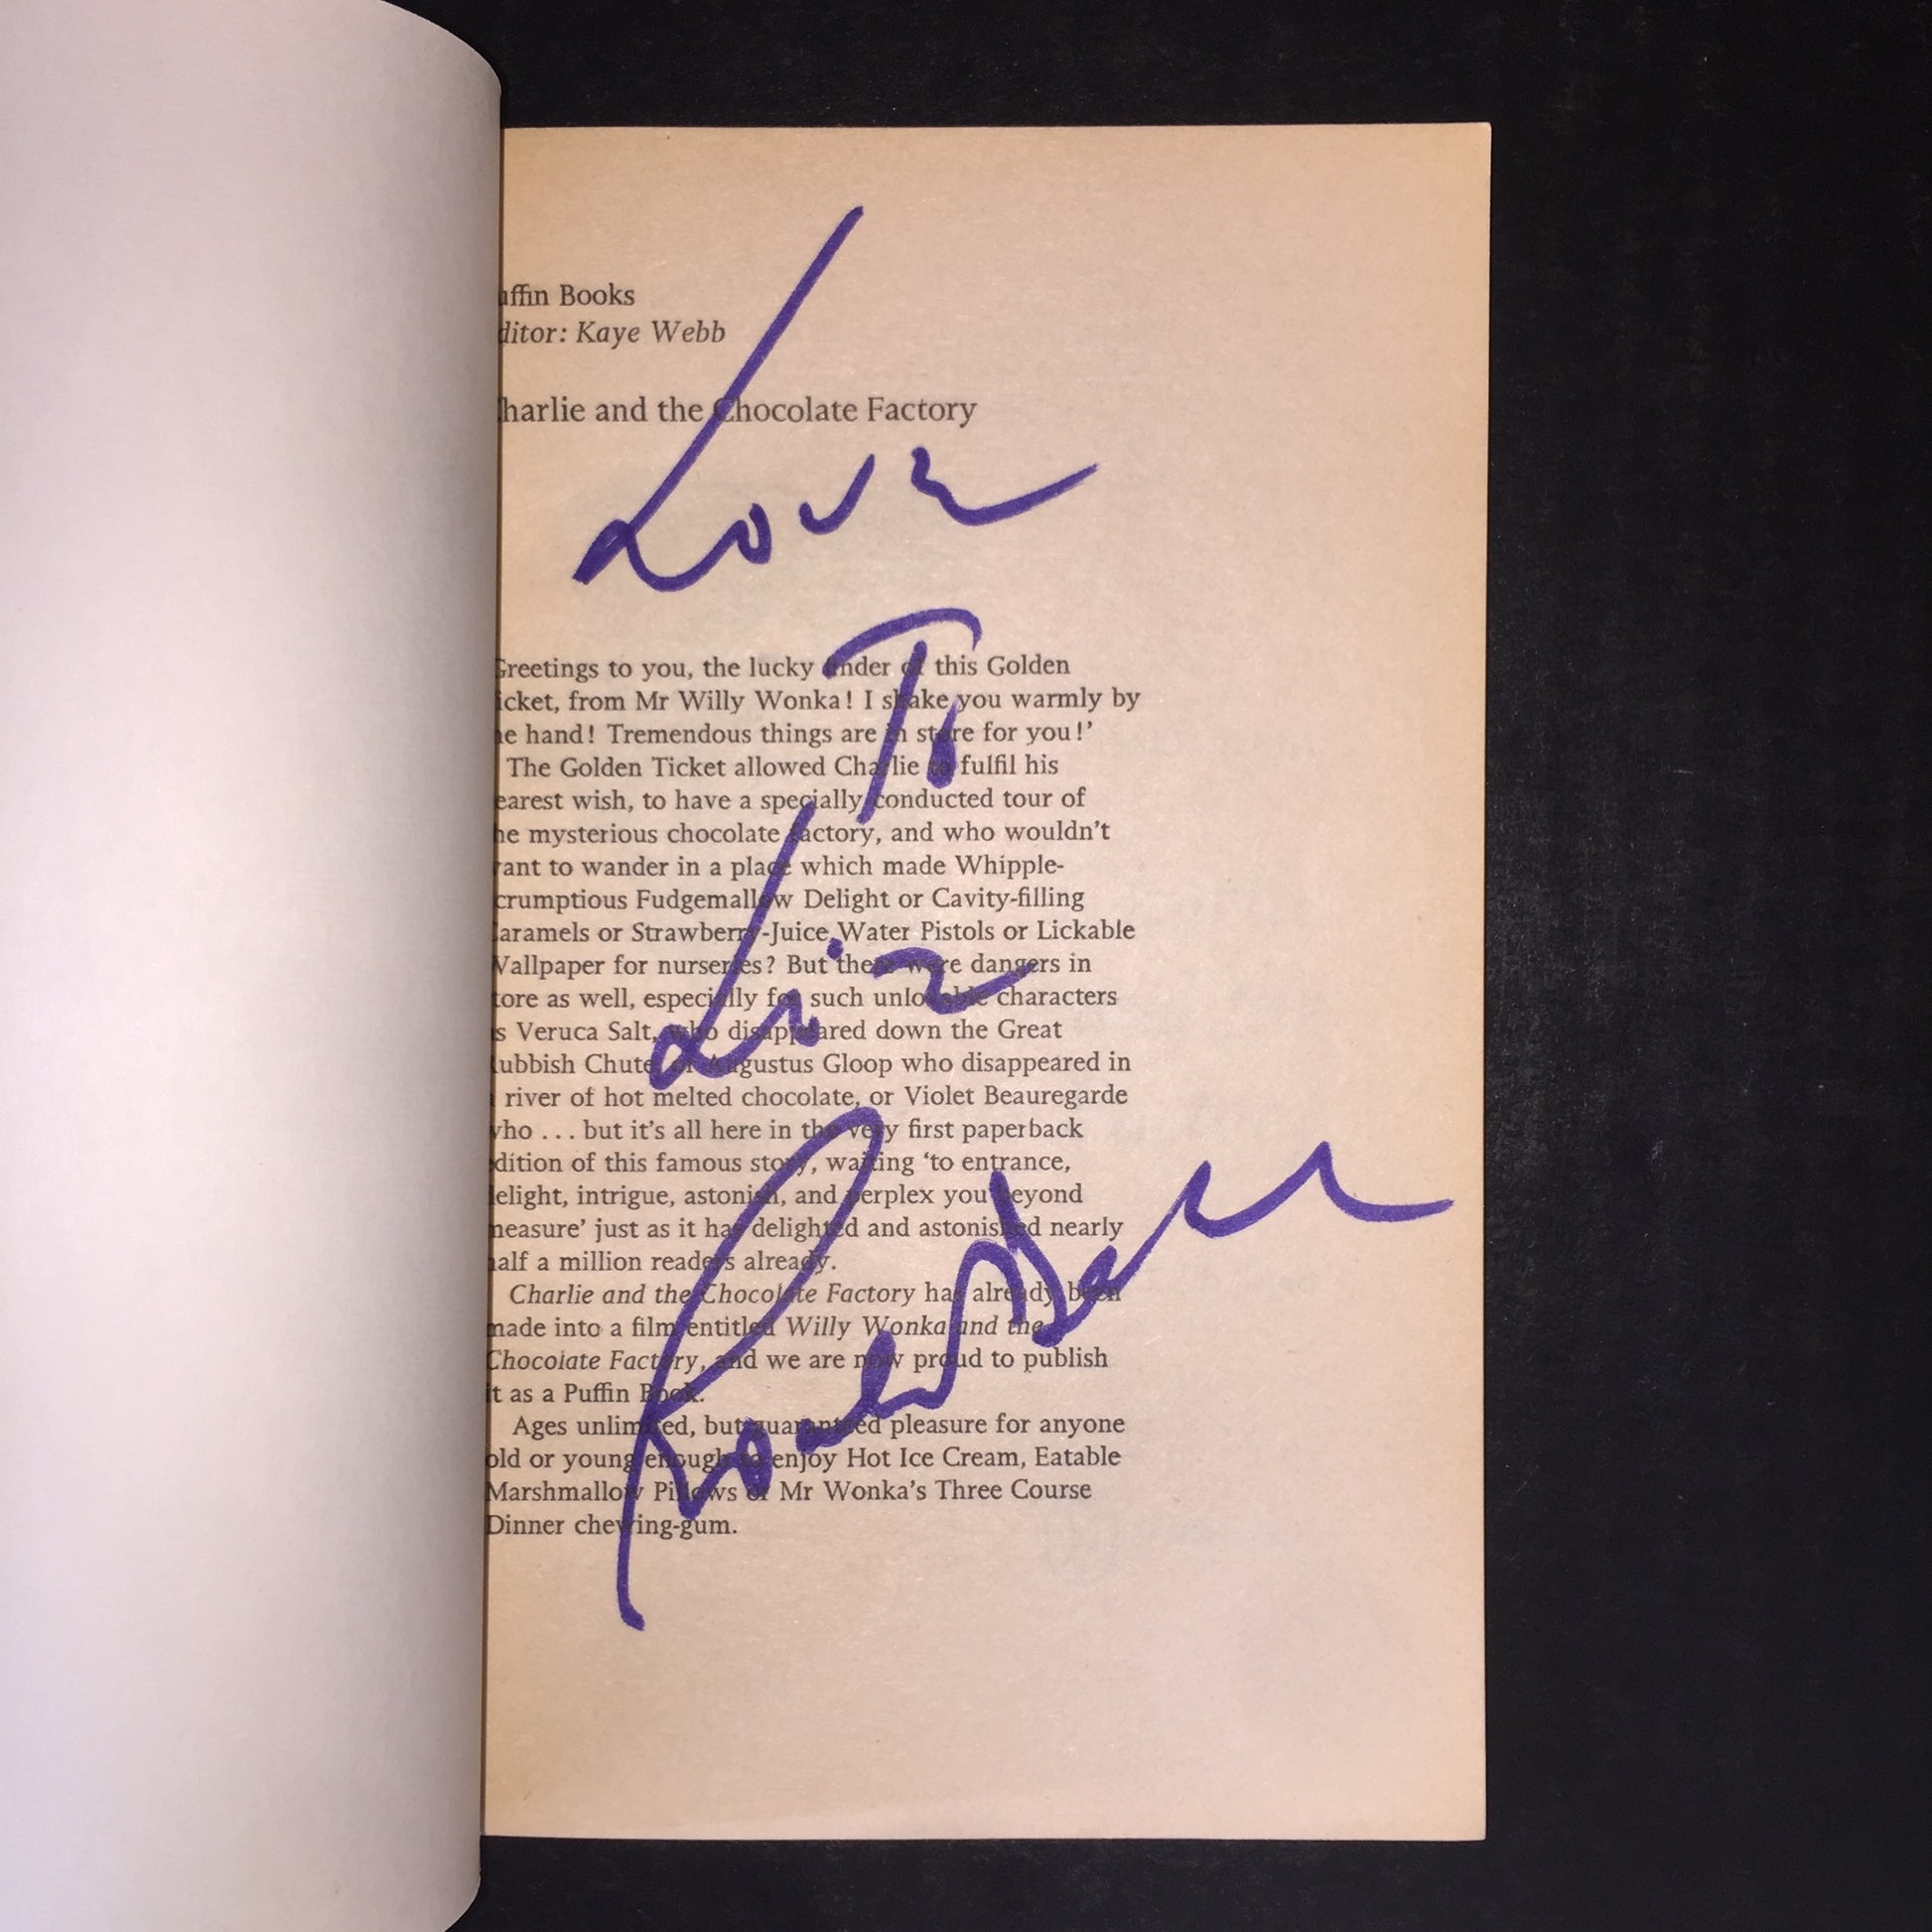 uffin Books
ditor: Kaye Webb
harlie and the Chocolate Factory
Love
To
Liz
Roald Dahl
Greetings to you, the lucky finder of this Golden
icket, from Mr Willy Wonka! I shake you warmly by
he hand! Tremendous things are in store for you!’
The Golden Ticket allowed Charlie to fulfil his
earest wish, to have a specially conducted tour of
he mysterious chocolate factory, and who wouldn’t
ant to wander in a place which made Whipple-
crumptious Fudgemallow Delight or Cavity-filling
aramels or Strawberry-Juice Water Pistols or Lickable
Wallpaper for nurseries? But there were dangers in
tore as well, especially for such unlovable characters
s Veruca Salt, who disappeared down the Great
ubbish Chute, or Augustus Gloop who disappeared in
river of hot melted chocolate, or Violet Beauregarde
who ... but it’s all here in the very first paperback
dition of this famous story, waiting ‘to entrance,
elight, intrigue, astonish, and perplex you beyond
measure’ just as it has delighted and astonished nearly
alf a million readers already.
Charlie and the Chocolate Factory has already been
made into a film entitled Willy Wonka and the
Chocolate Factory, and we are now proud to publish
it as a Puffin Book.
Ages unlimited, but guaranteed pleasure for anyone
old or young enough to enjoy Hot Ice Cream, Eatable
Marshmallow Pillows or Mr Wonka’s Three Course
Dinner chewing-gum.